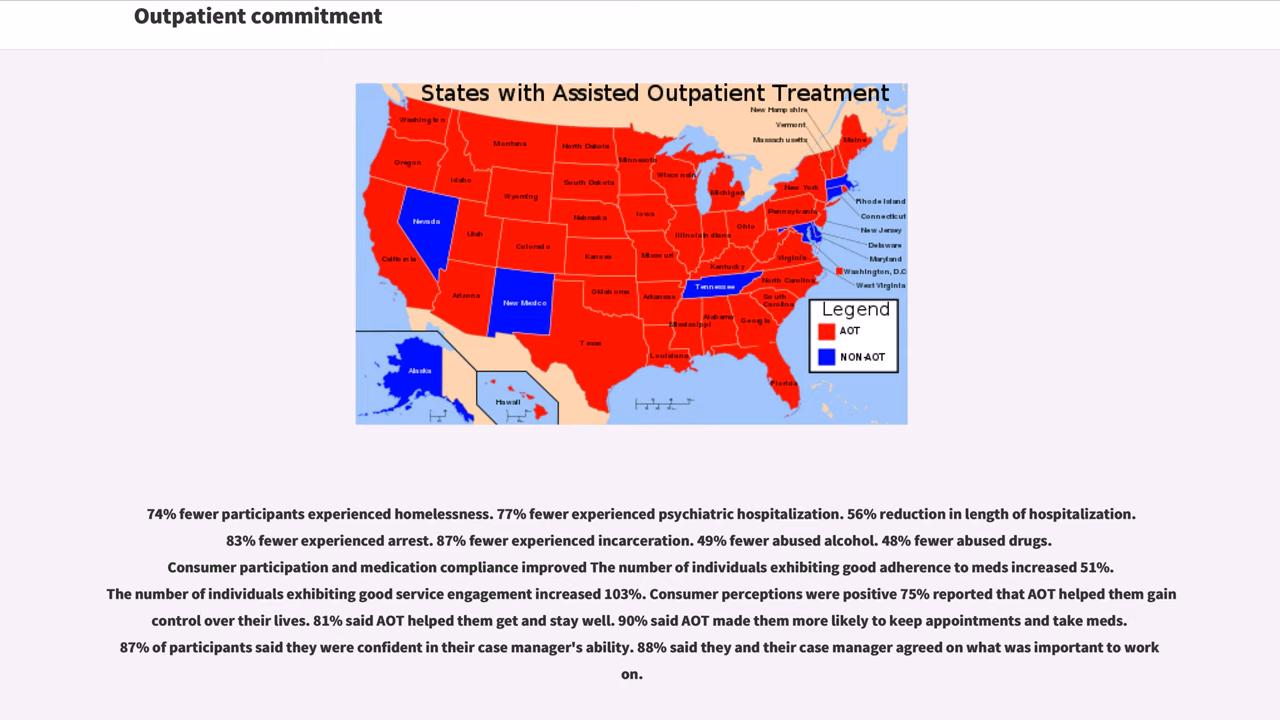 Outpatient commitment
States with Assisted Outpatient Treatment
New Hampshire
Vermont
Massachusetts
Washington
Montana
North Dakota
Minnesota
Maine
Oregon
Idaho
Wyoming
South Dakota
Wisconsin
Michigan
New York
Nevada
Utah
Colorado
Nebraska
Iowa
Illinois
Indiana
Ohio
Pennsylvania
Rhode Island
Connecticut
New Jersey
Delaware
Maryland
Washington, D.C
West Virginia
California
Kansas
Missouri
Kentucky
Virginia
Arizona
New Mexico
Oklahoma
Arkansas
Tennessee
North Carolina
South
Carolina
Mississippi
Alabama
Georgia
Texas
Louisiana
Florida
Alaska
Hawaii
Legend
AOT
NON-AOT
74% fewer participants experienced homelessness. 77% fewer experienced psychiatric hospitalization. 56% reduction in length of hospitalization.
83% fewer experienced arrest. 87% fewer experienced incarceration. 49% fewer abused alcohol. 48% fewer abused drugs.
Consumer participation and medication compliance improved The number of individuals exhibiting good adherence to meds increased 51%.
The number of individuals exhibiting good service engagement increased 103%. Consumer perceptions were positive 75% reported that AOT helped them gain
control over their lives. 81% said AOT helped them get and stay well. 90% said AOT made them more likely to keep appointments and take meds.
87% of participants said they were confident in their case manager's ability. 88% said they and their case manager agreed on what was important to work
on.